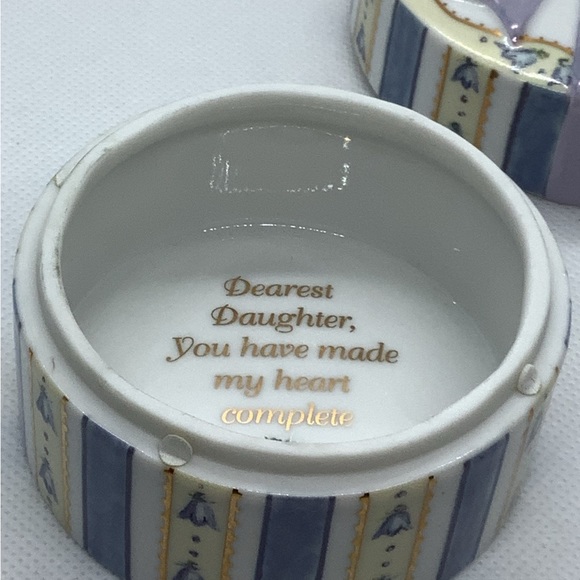 Dearest
Daughter,
You have made
my heart
complete